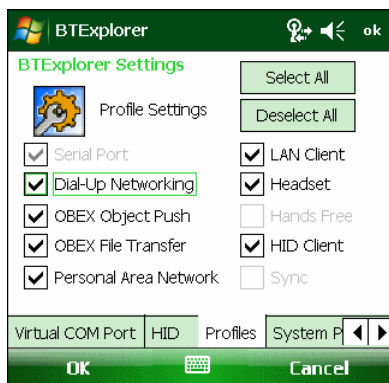 BTExplorer ok
BTExplorer Settings
Select All
Profile Settings
Deselect All
Serial Port
LAN Client
Dial-Up Networking
Headset
OBEX Object Push
Hands Free
OBEX File Transfer
HID Client
Personal Area Network
Sync
Virtual COM Port HID Profiles System P
OK Cancel